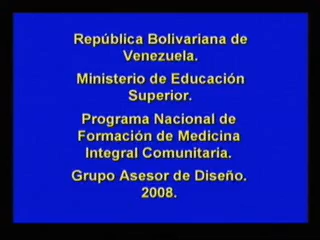 República Bolivariana de
Venezuela.
Ministerio de Educación
Superior.
Programa Nacional de
Formación de Medicina
Integral Comunitaria.
Grupo Asesor de Diseño.
2008.